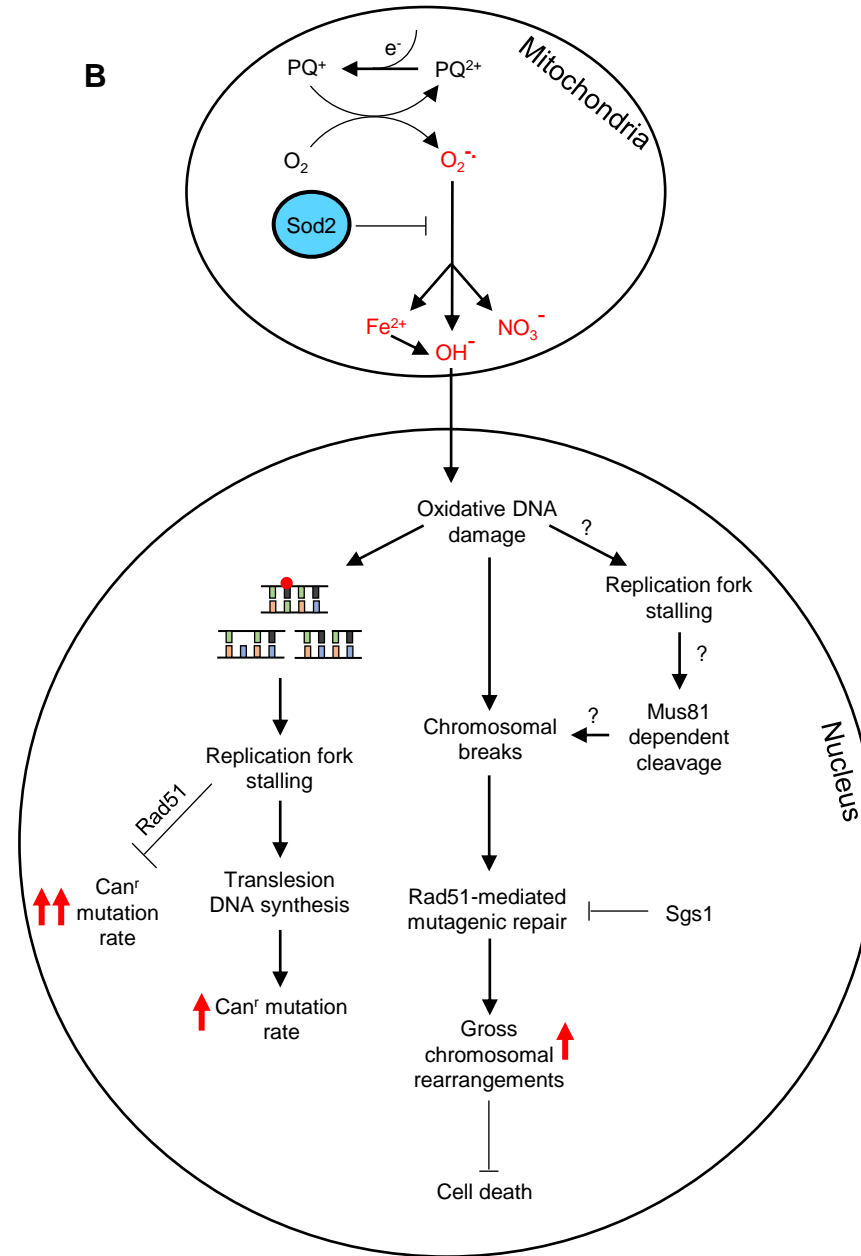 B
Mitochondria
e⁻
PQ⁺
PQ²⁺
O₂
O₂⁻·
Sod2
Fe²⁺
NO₃⁻
OH⁻
Nucleus
Oxidative DNA
damage
?
Replication fork
stalling
?
Mus81
dependent
cleavage
?
Chromosomal
breaks
Replication fork
stalling
Rad51
Canʳ
mutation
rate
Translesion
DNA synthesis
Canʳ mutation
rate
Rad51-mediated
mutagenic repair
Sgs1
Gross
chromosomal
rearrangements
Cell death